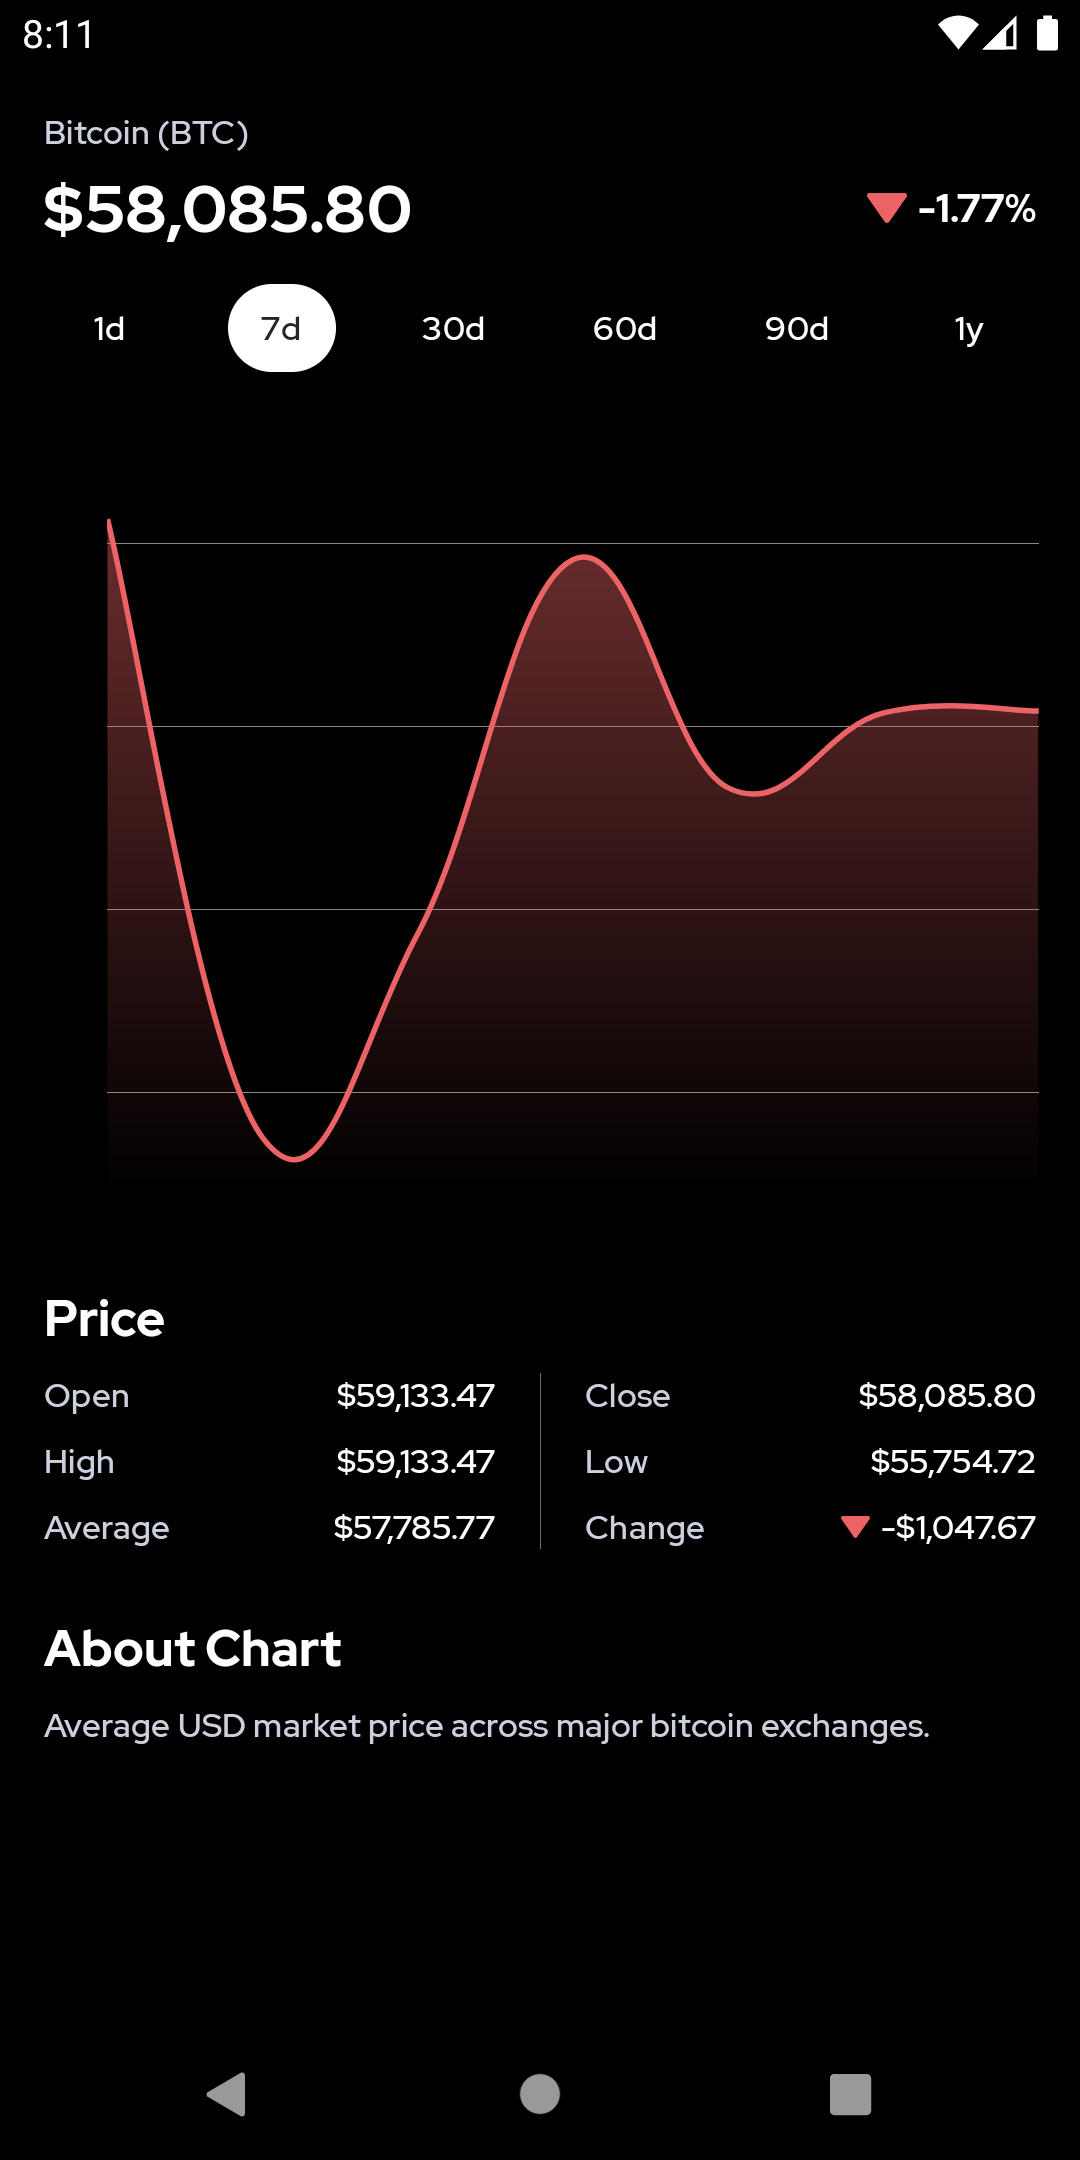 8:11
Bitcoin (BTC)
$58,085.80
-1.77%
1d 7d 30d 60d 90d 1y
Price
Open $59,133.47 Close $58,085.80
High $59,133.47 Low $55,754.72
Average $57,785.77 Change -$1,047.67
About Chart
Average USD market price across major bitcoin exchanges.